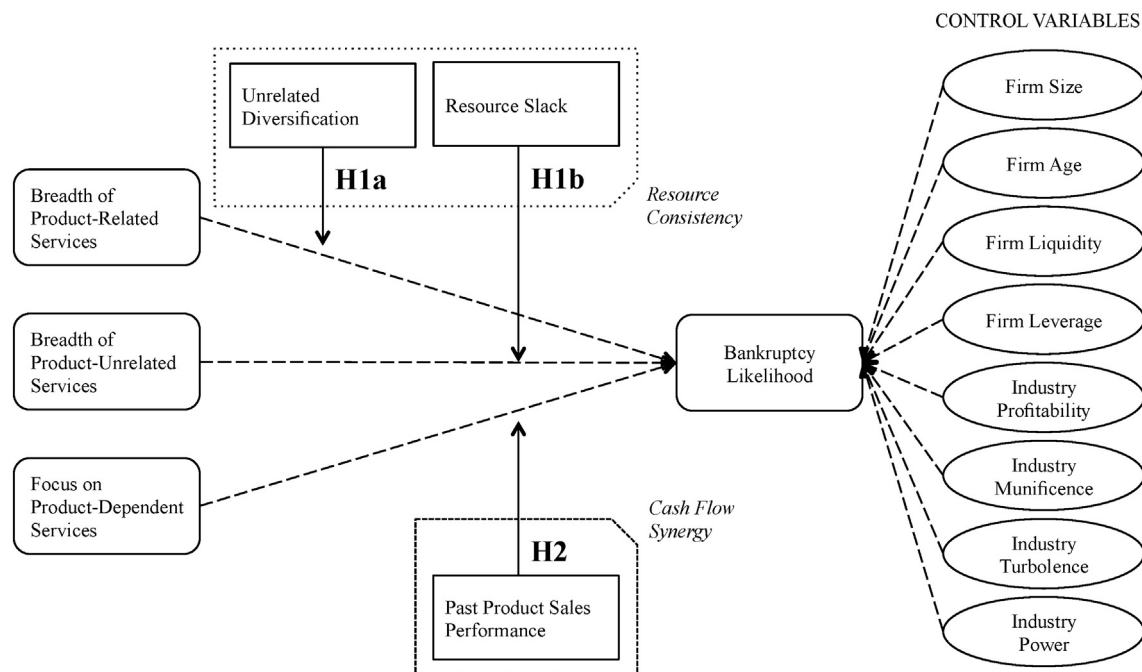 CONTROL VARIABLES
Unrelated
Diversification
Resource Slack
H1a
H1b
Resource
Consistency
Breadth of
Product-Related
Services
Breadth of
Product-Unrelated
Services
Focus on
Product-Dependent
Services
Bankruptcy
Likelihood
Cash Flow
Synergy
H2
Past Product Sales
Performance
Firm Size
Firm Age
Firm Liquidity
Firm Leverage
Industry
Profitability
Industry
Munificence
Industry
Turbolence
Industry
Power